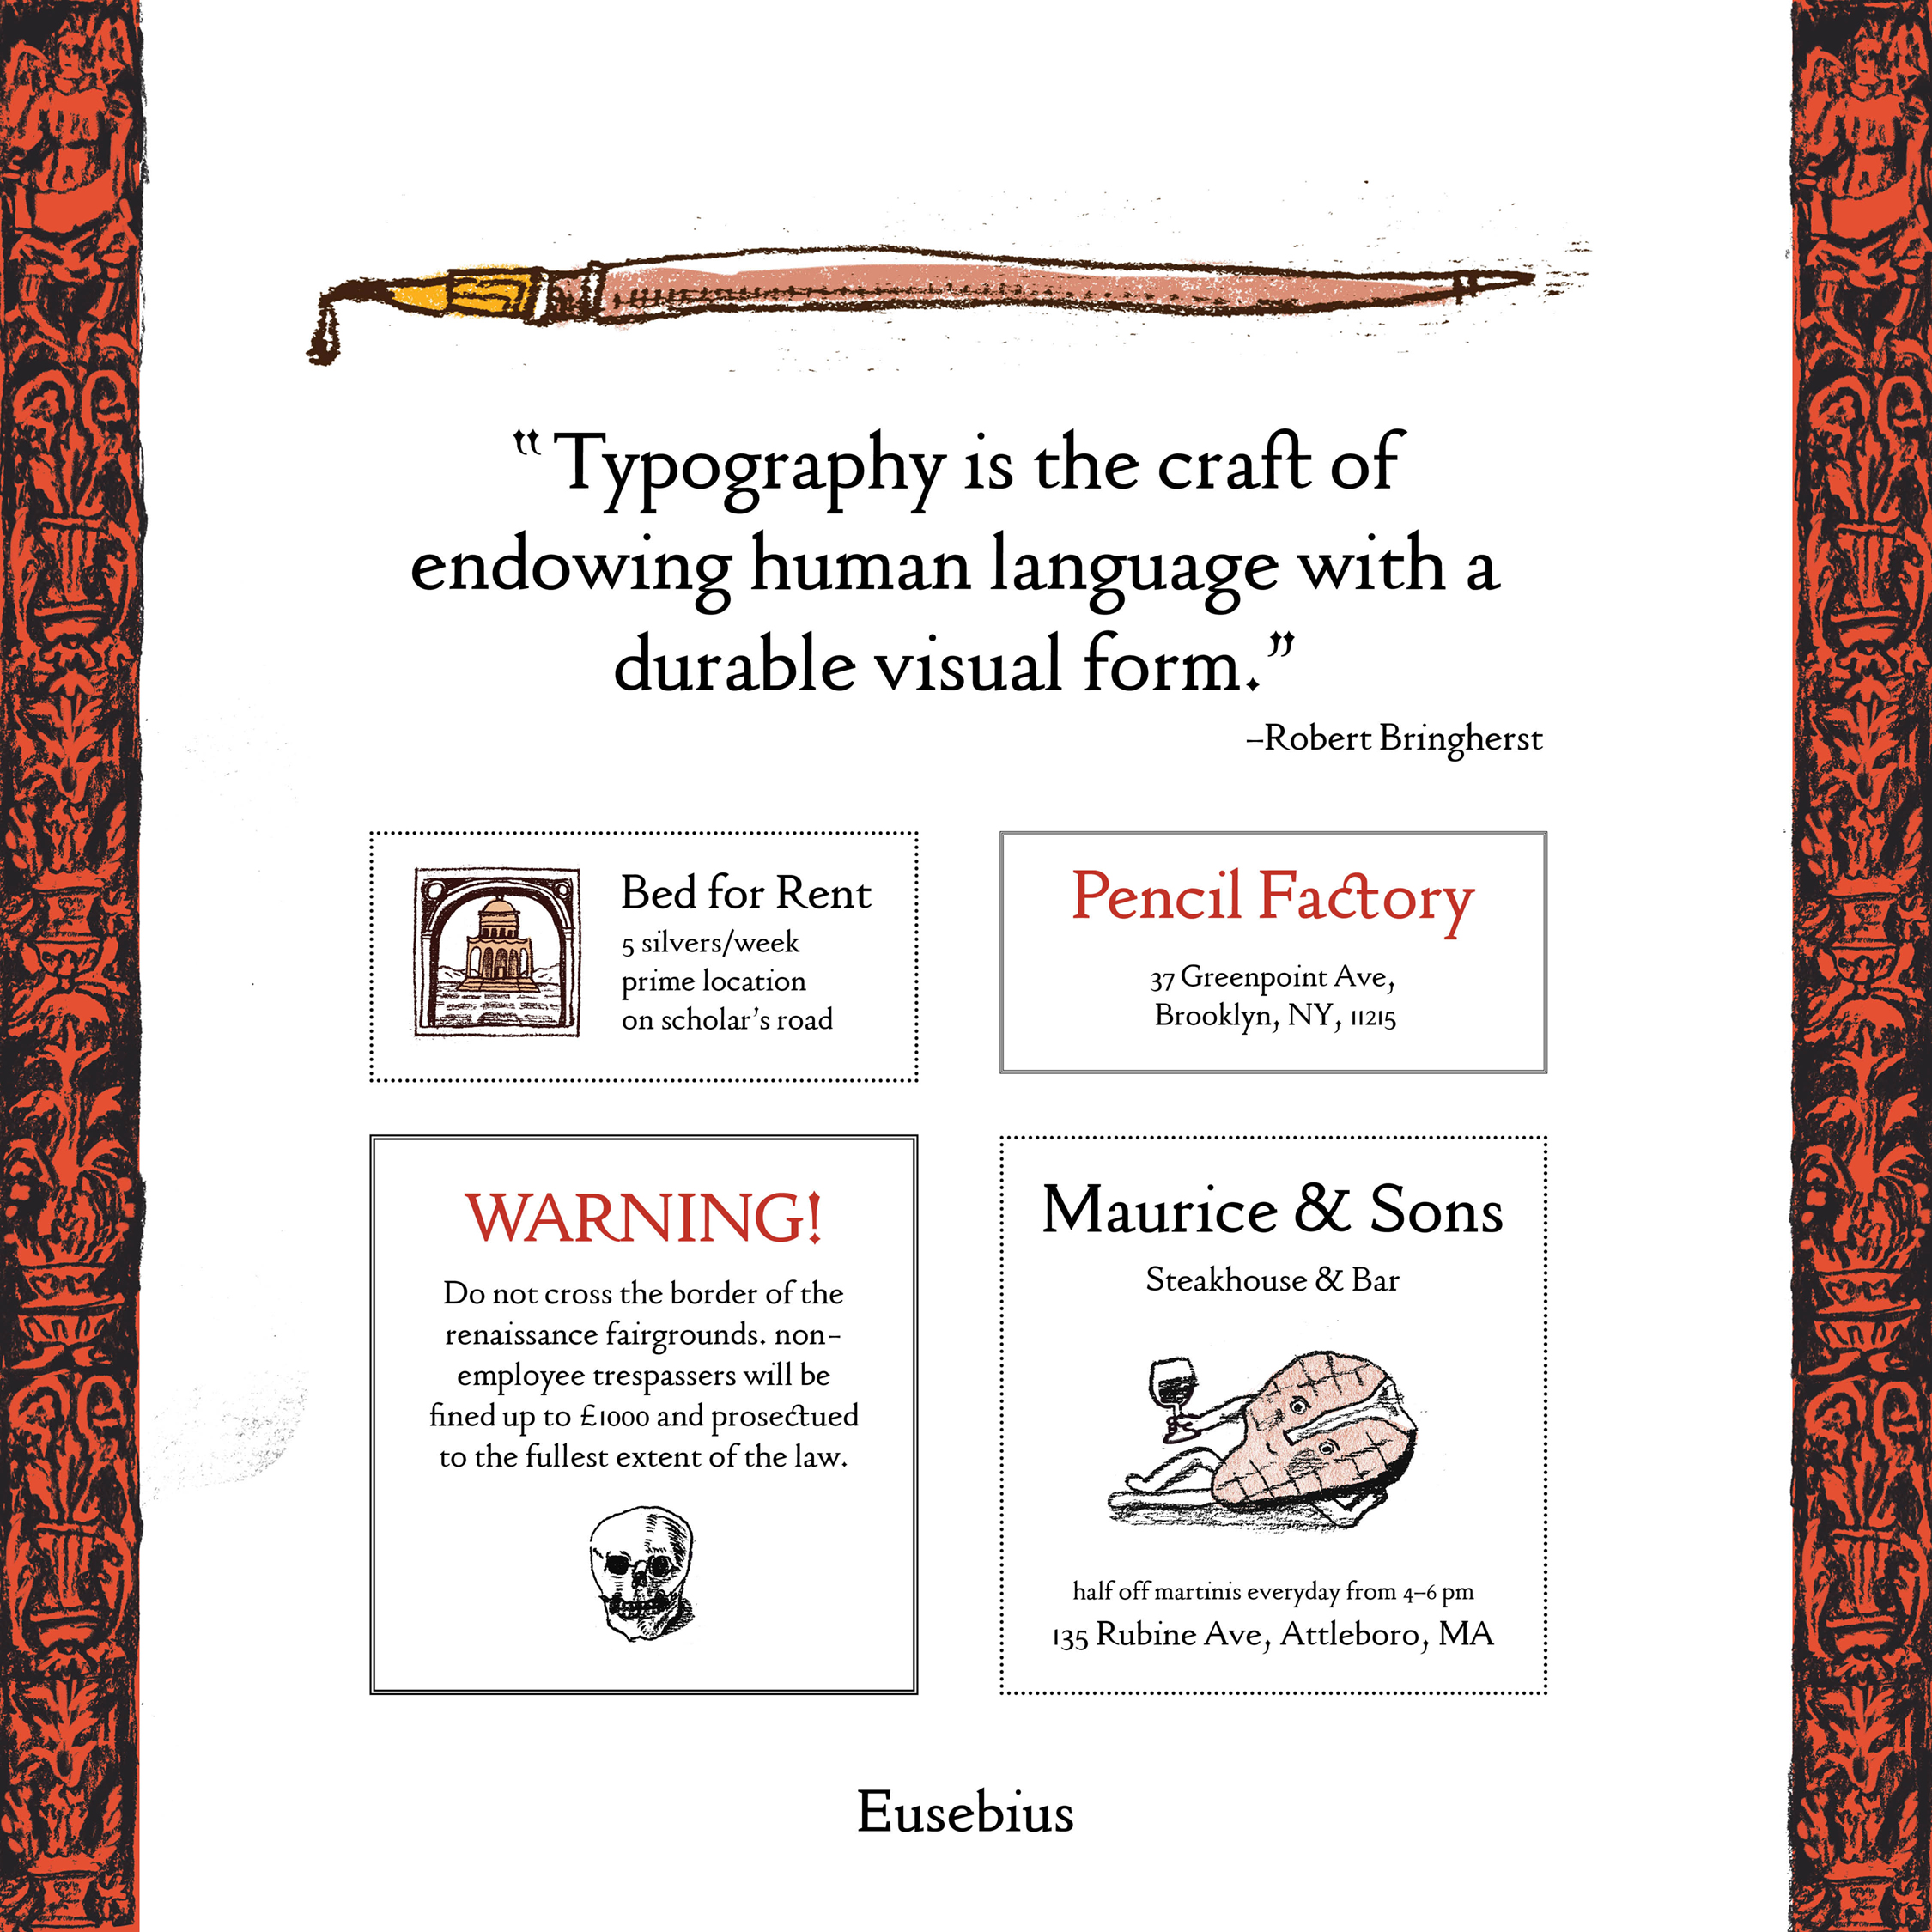 “Typography is the craft of
endowing human language with a
durable visual form.”
–Robert Bringherst
Bed for Rent
5 silvers/week
prime location
on scholar’s road
Pencil Factory
37 Greenpoint Ave,
Brooklyn, NY, 11215
WARNING!
Do not cross the border of the
renaissance fairgrounds. non-
employee trespassers will be
fined up to £1000 and prosectued
to the fullest extent of the law.
Maurice & Sons
Steakhouse & Bar
half off martinis everyday from 4–6 pm
135 Rubine Ave, Attleboro, MA
Eusebius